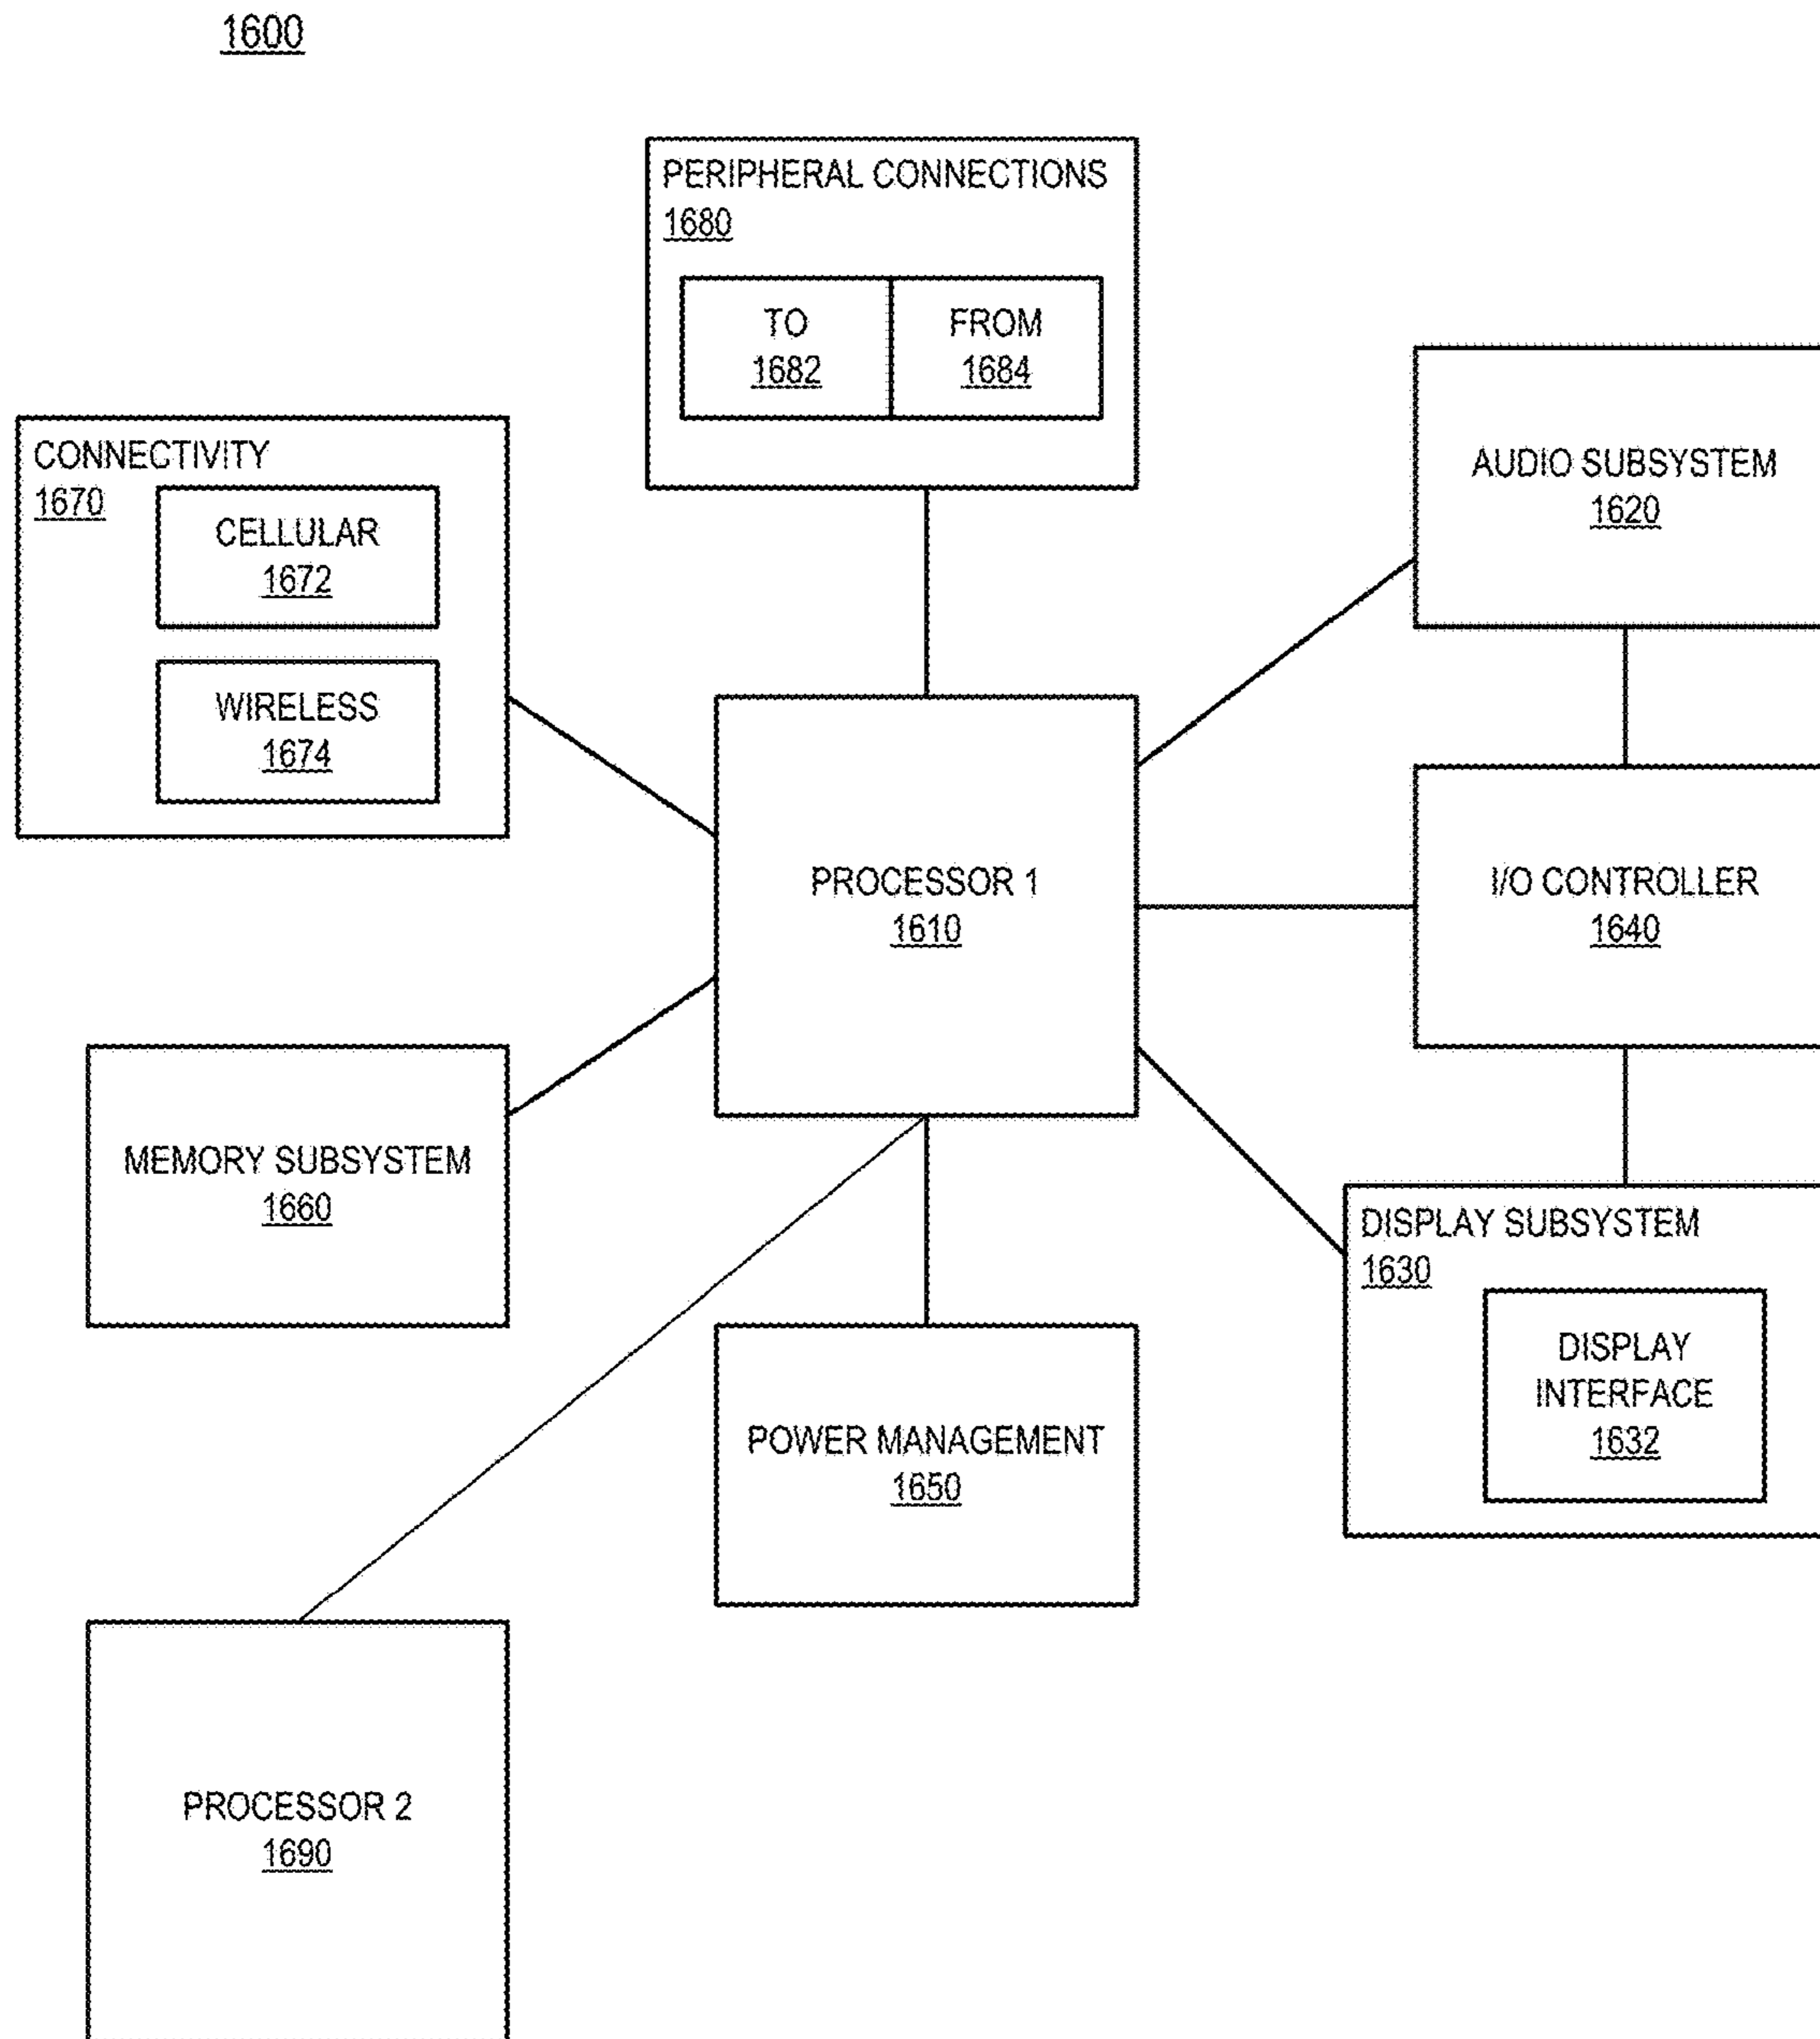 1600
PERIPHERAL CONNECTIONS
1680
TO
1682
FROM
1684
CONNECTIVITY
1670
CELLULAR
1672
WIRELESS
1674
AUDIO SUBSYSTEM
1620
PROCESSOR 1
1610
I/O CONTROLLER
1640
MEMORY SUBSYSTEM
1660
DISPLAY SUBSYSTEM
1630
DISPLAY
INTERFACE
1632
POWER MANAGEMENT
1650
PROCESSOR 2
1690